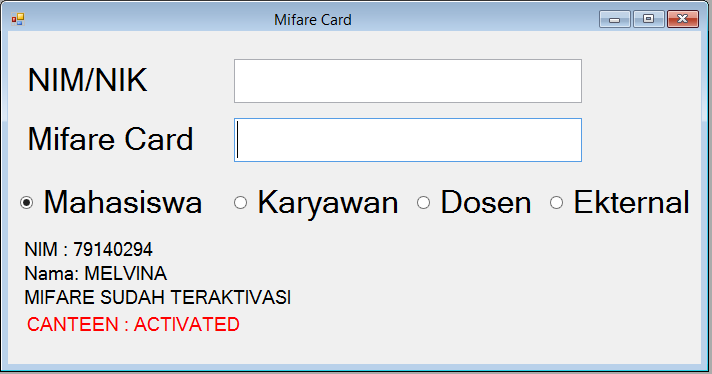 Mifare Card
NIM/NIK
Mifare Card
Mahasiswa Karyawan Dosen Ekternal
NIM : 79140294
Nama: MELVINA
MIFARE SUDAH TERAKTIVASI
CANTEEN : ACTIVATED